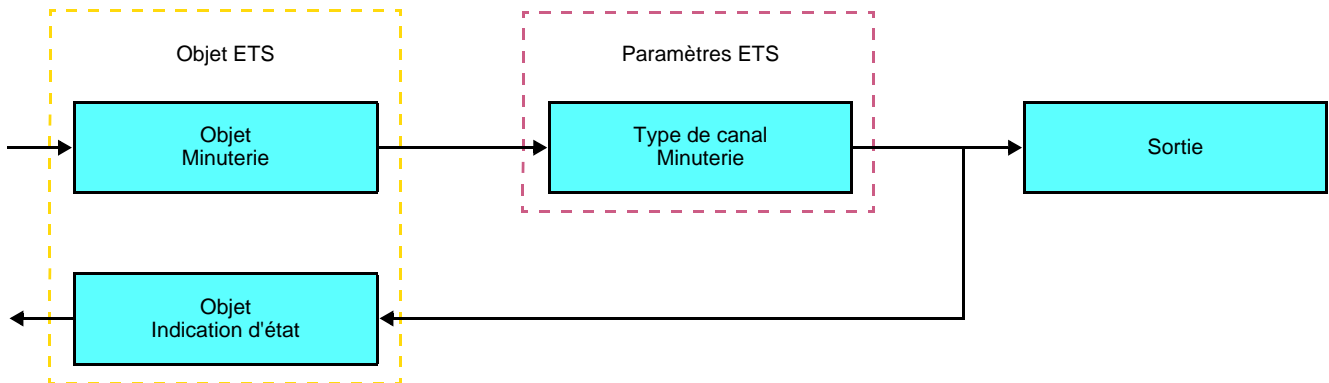 Objet ETS
Paramètres ETS
Objet
Minuterie
Type de canal
Minuterie
Sortie
Objet
Indication d'état